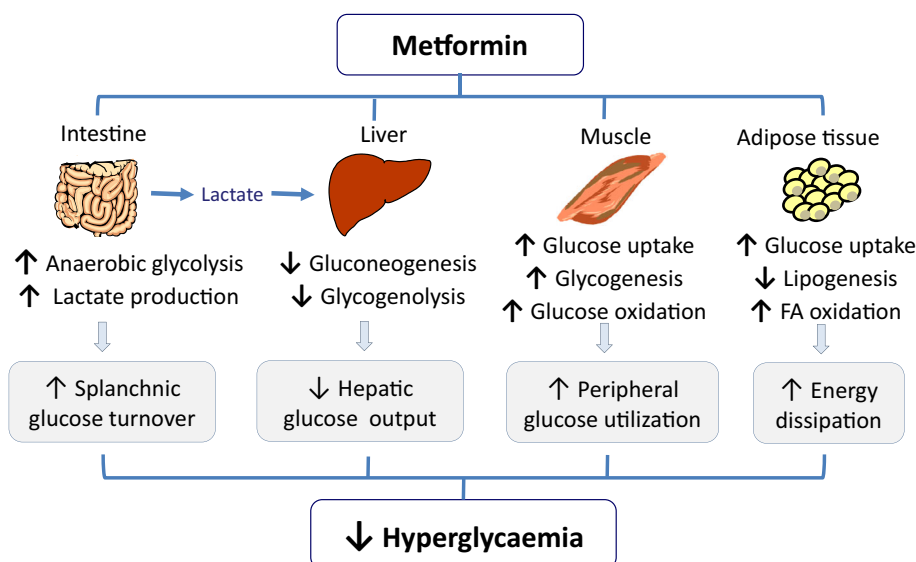 Metformin
Intestine
Liver
Muscle
Adipose tissue
Lactate
↑ Anaerobic glycolysis
↑ Lactate production
↓ Gluconeogenesis
↓ Glycogenolysis
↑ Glucose uptake
↑ Glycogenesis
↑ Glucose oxidation
↑ Glucose uptake
↓ Lipogenesis
↑ FA oxidation
↑ Splanchnic
glucose turnover
↓ Hepatic
glucose output
↑ Peripheral
glucose utilization
↑ Energy
dissipation
↓ Hyperglycaemia